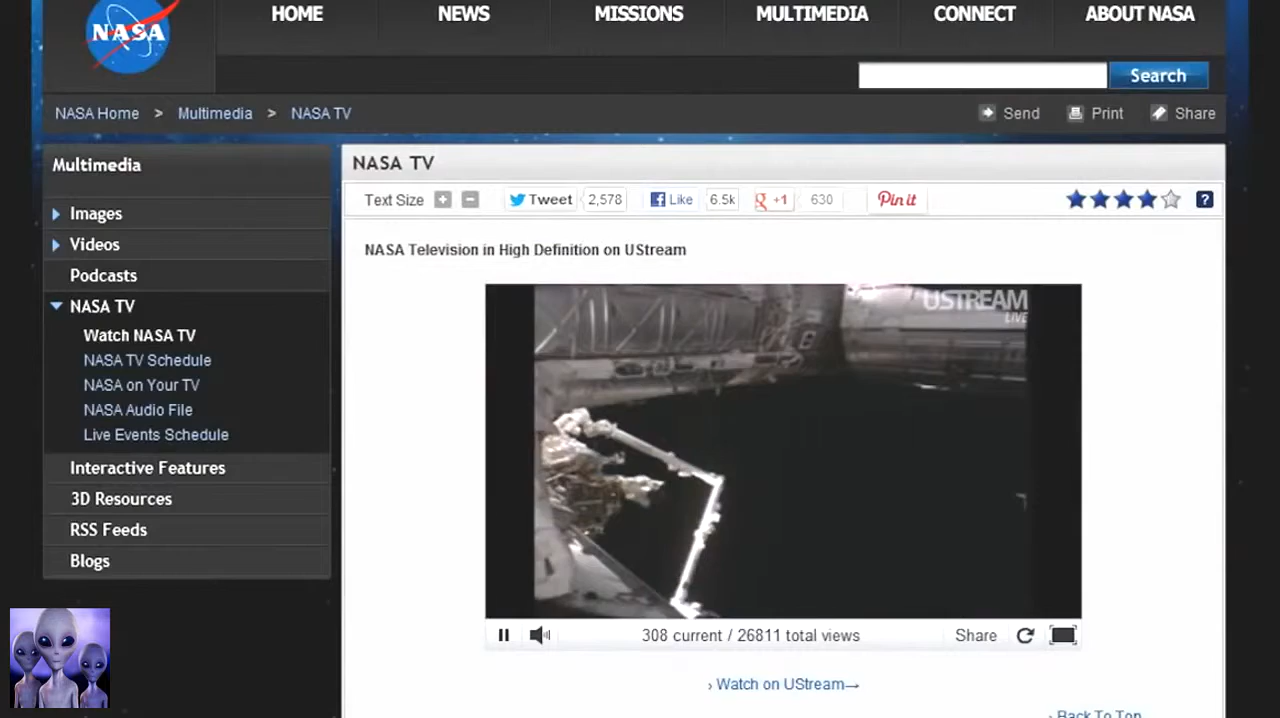 NASA
HOME
NEWS
MISSIONS
MULTIMEDIA
CONNECT
ABOUT NASA
Search
NASA Home > Multimedia > NASA TV
Send
Print
Share
Multimedia
Images
Videos
Podcasts
NASA TV
Watch NASA TV
NASA TV Schedule
NASA on Your TV
NASA Audio File
Live Events Schedule
Interactive Features
3D Resources
RSS Feeds
Blogs
NASA TV
Text Size + - Tweet 2,578 Like 6.5k +1 630 Pin it ?
NASA Television in High Definition on UStream
USTREAM
LIVE
308 current / 26811 total views
Share
› Watch on UStream→
› Back To Top